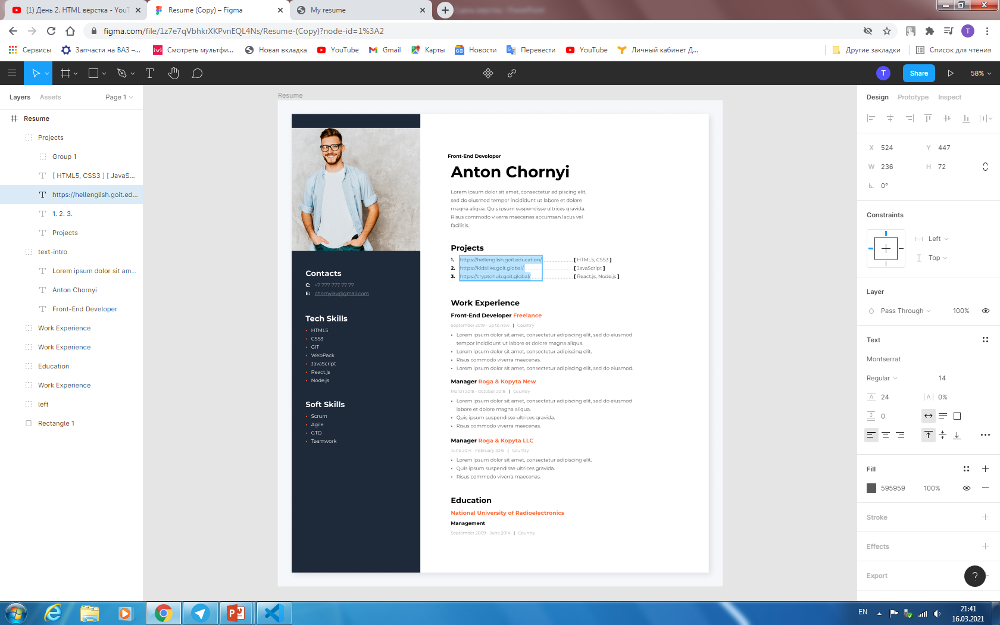 (1) День 2. HTML вёрстка - YouT
Resume (Copy) – Figma
My resume
figma.com/file/1z7e7qVbhkrXKPvnEQL4Ns/Resume-(Copy)?node-id=1%3A2
T
Сервисы
Запчасти на ВАЗ –...
ivi
Смотреть мультфи...
Новая вкладка
YouTube
Gmail
Карты
Новости
Перевести
YouTube
Личный кабинет Д...
Другие закладки
Список для чтения
T
Share
58%
Layers
Assets
Page 1
Resume
Projects
Group 1
[ HTML5, CSS3 ] [ JavaS...
https://hellenglish.goit.ed...
1. 2. 3.
Projects
text-intro
Lorem ipsum dolor sit am...
Anton Chornyi
Front-End Developer
Work Experience
Work Experience
Education
Work Experience
left
Rectangle 1
Resume
Contacts
C: +7 777 777 77 77
E: chornyiav@gmail.com
Tech Skills
• HTML5
• CSS3
• GIT
• WebPack
• JavaScript
• React.js
• Node.js
Soft Skills
• Scrum
• Agile
• GTD
• Teamwork
Front-End Developer
Anton Chornyi
Lorem ipsum dolor sit amet, consectetur adipiscing elit,
sed do eiusmod tempor incididunt ut labore et dolore
magna aliqua. Quis ipsum suspendisse ultrices gravida.
Risus commodo viverra maecenas accumsan lacus vel
facilisis.
Projects
1. https://hellenglish.goit.education/ [ HTML5, CSS3 ]
2. https://kidslike.goit.global/ [ JavaScript ]
3. https://cryptohub.goit.global/ [ React.js, Node.js ]
Work Experience
Front-End Developer Freelance
September 2019 - up to now | Country
• Lorem ipsum dolor sit amet, consectetur adipiscing elit, sed do eiusmod
tempor incididunt ut labore et dolore magna aliqua.
• Lorem ipsum dolor sit amet, consectetur adipiscing elit.
• Risus commodo viverra maecenas.
• Lorem ipsum dolor sit amet, consectetur adipiscing elit, sed do eiusmod.
Manager Roga & Kopyta New
March 2015 - October 2018 | Country
• Lorem ipsum dolor sit amet, consectetur adipiscing elit, sed do eiusmod
labore et dolore magna aliqua.
• Quis ipsum suspendisse ultrices gravida.
• Risus commodo viverra maecenas.
Manager Roga & Kopyta LLC
June 2014 - February 2015 | Country
• Lorem ipsum dolor sit amet, consectetur adipiscing elit.
• Quis ipsum suspendisse ultrices gravida.
• Risus commodo viverra maecenas.
Education
National University of Radioelectronics
Management
September 2009 - June 2014 | Country
Design
Prototype
Inspect
X 524
Y 447
W 236
H 72
0°
Constraints
Left
Top
Layer
Pass Through
100%
Text
Montserrat
Regular
14
A 24
|A| 0%
0
Fill
595959
100%
Stroke
Effects
Export
?
EN
21:41
16.03.2021